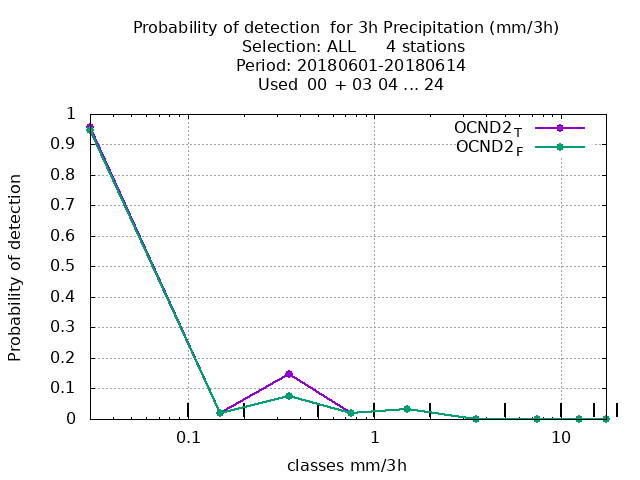 Probability of detection  for 3h Precipitation (mm/3h)
Selection: ALL      4 stations
Period: 20180601-20180614
Used  00  + 03 04 ... 24
OCND2T
OCND2F
1
0.9
0.8
0.7
0.6
0.5
0.4
0.3
0.2
0.1
0
Probability of detection
0.1 1 10
classes mm/3h